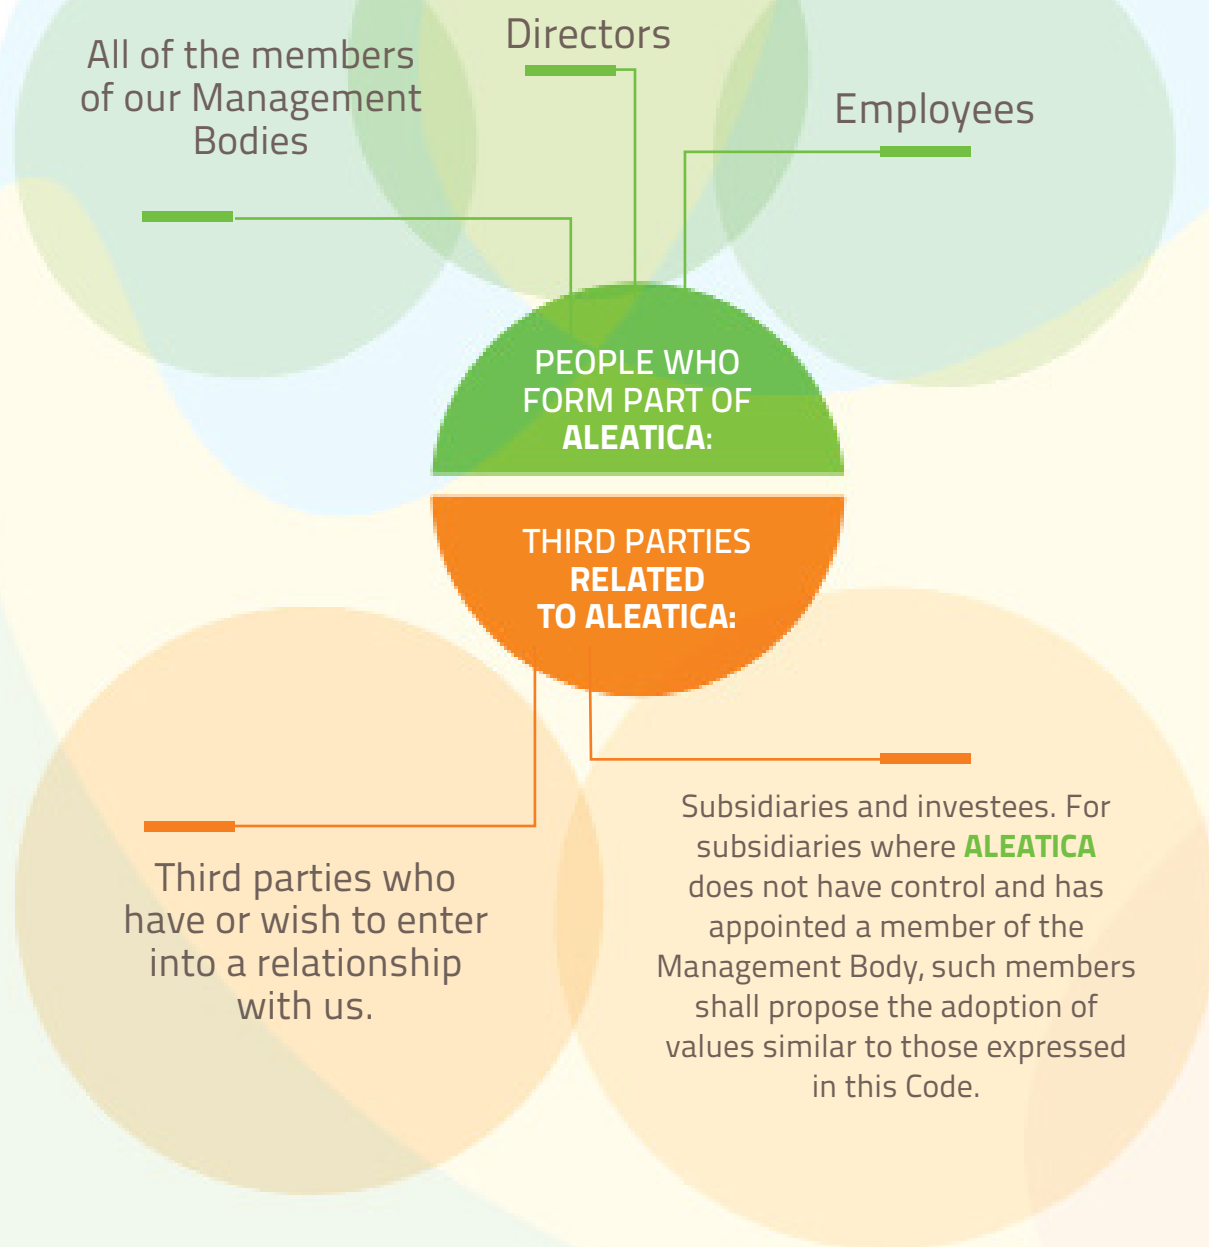 All of the members
of our Management
Bodies
Directors
Employees
PEOPLE WHO
FORM PART OF
ALEATICA:
THIRD PARTIES
RELATED
TO ALEATICA:
Third parties who
have or wish to enter
into a relationship
with us.
Subsidiaries and investees. For
subsidiaries where ALEATICA
does not have control and has
appointed a member of the
Management Body, such members
shall propose the adoption of
values similar to those expressed
in this Code.